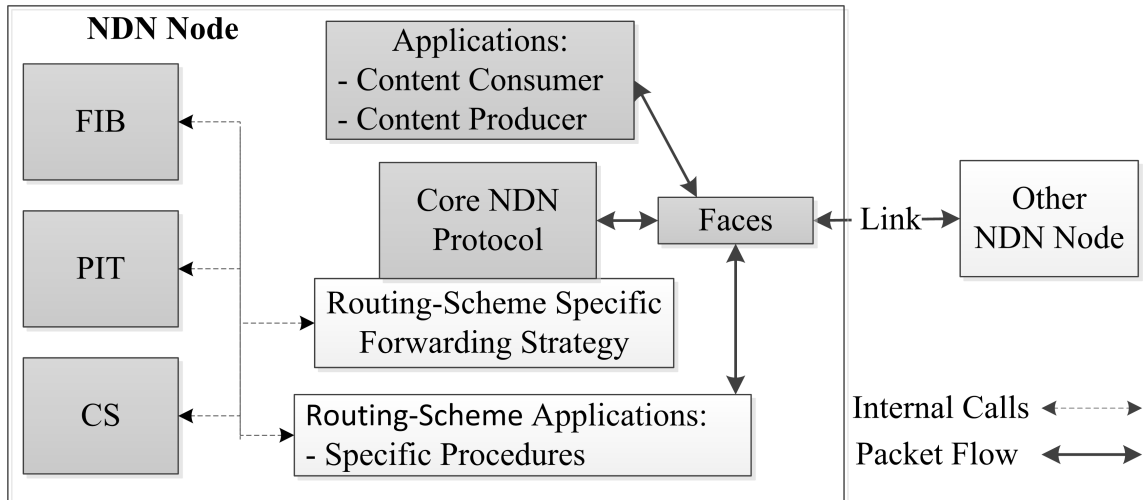 NDN Node
FIB
PIT
CS
Applications:
- Content Consumer
- Content Producer
Core NDN
Protocol
Faces
Link
Other
NDN Node
Routing-Scheme Specific
Forwarding Strategy
Routing-Scheme Applications:
- Specific Procedures
Internal Calls
Packet Flow